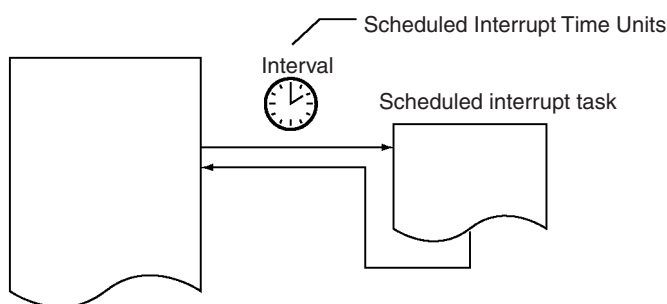 Scheduled Interrupt Time Units
Interval
Scheduled interrupt task